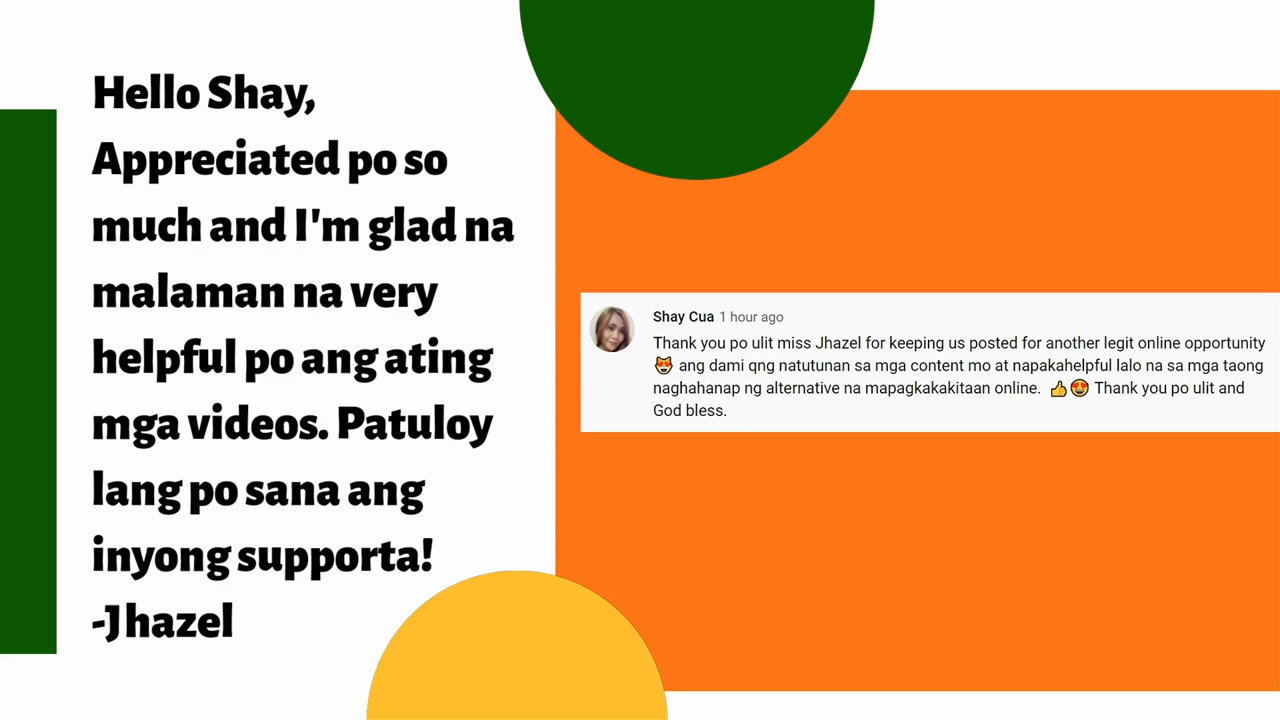 Hello Shay,
Appreciated po so
much and I'm glad na
malaman na very
helpful po ang ating
mga videos. Patuloy
lang po sana ang
inyong supporta!
-Jhazel
Shay Cua 1 hour ago
Thank you po ulit miss Jhazel for keeping us posted for another legit online opportunity
😻 ang dami qng natutunan sa mga content mo at napakahelpful lalo na sa mga taong
naghahanap ng alternative na mapagkakakitaan online. 👍😍 Thank you po ulit and
God bless.